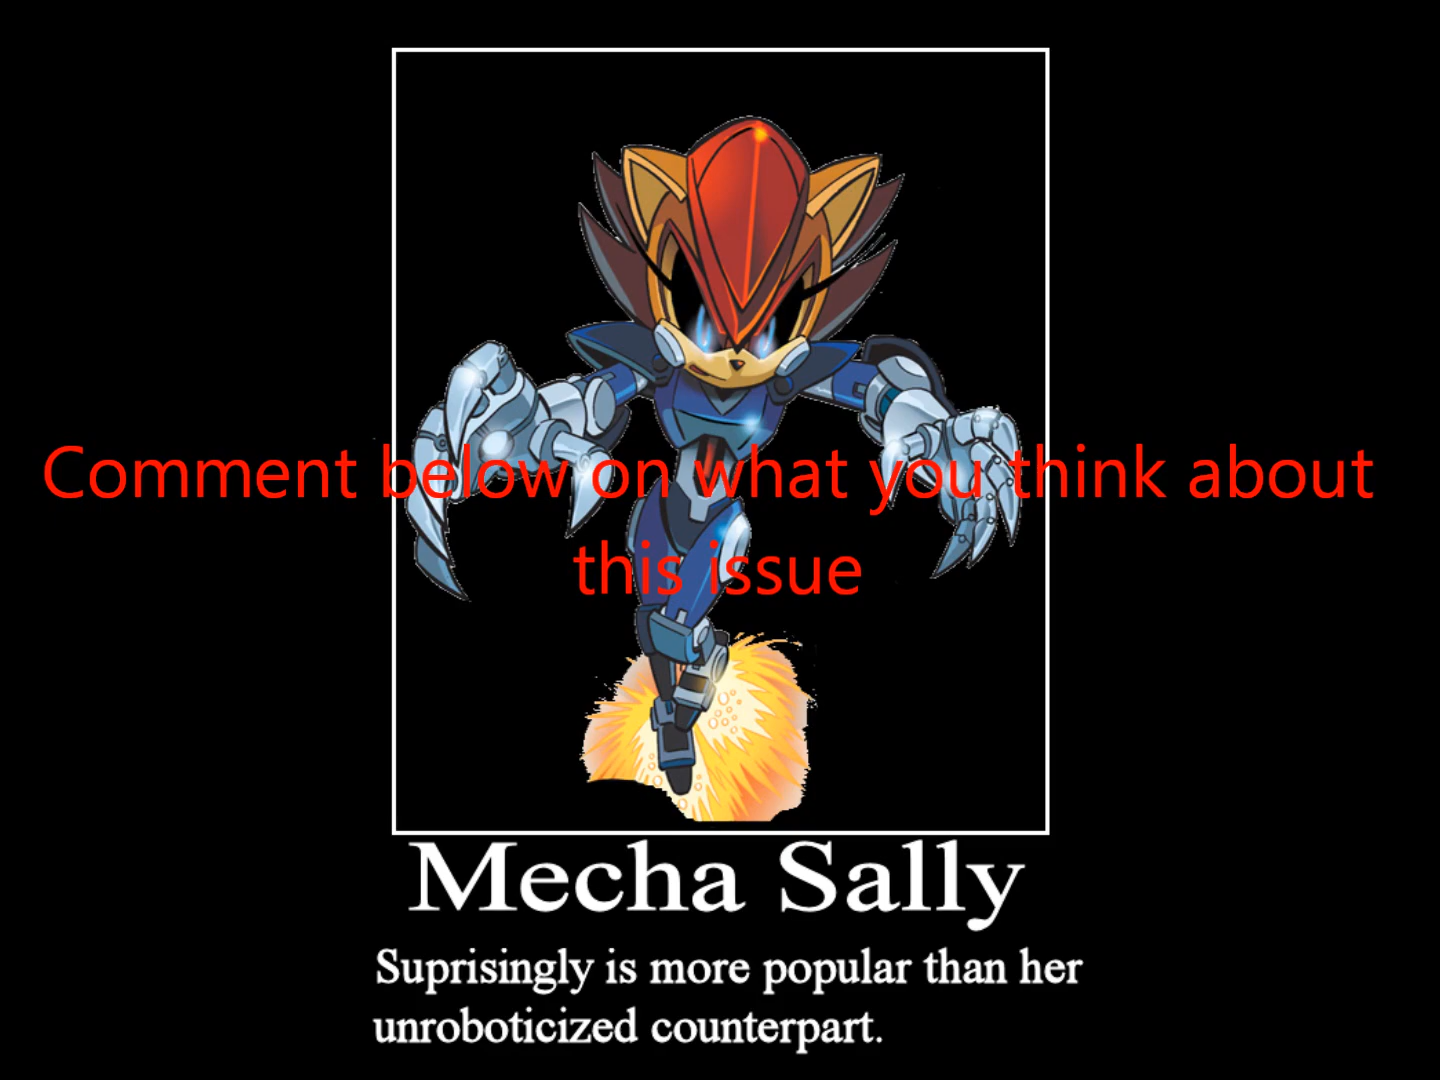 Comment below on what you think about
this issue
Mecha Sally
Suprisingly is more popular than her
unroboticized counterpart.